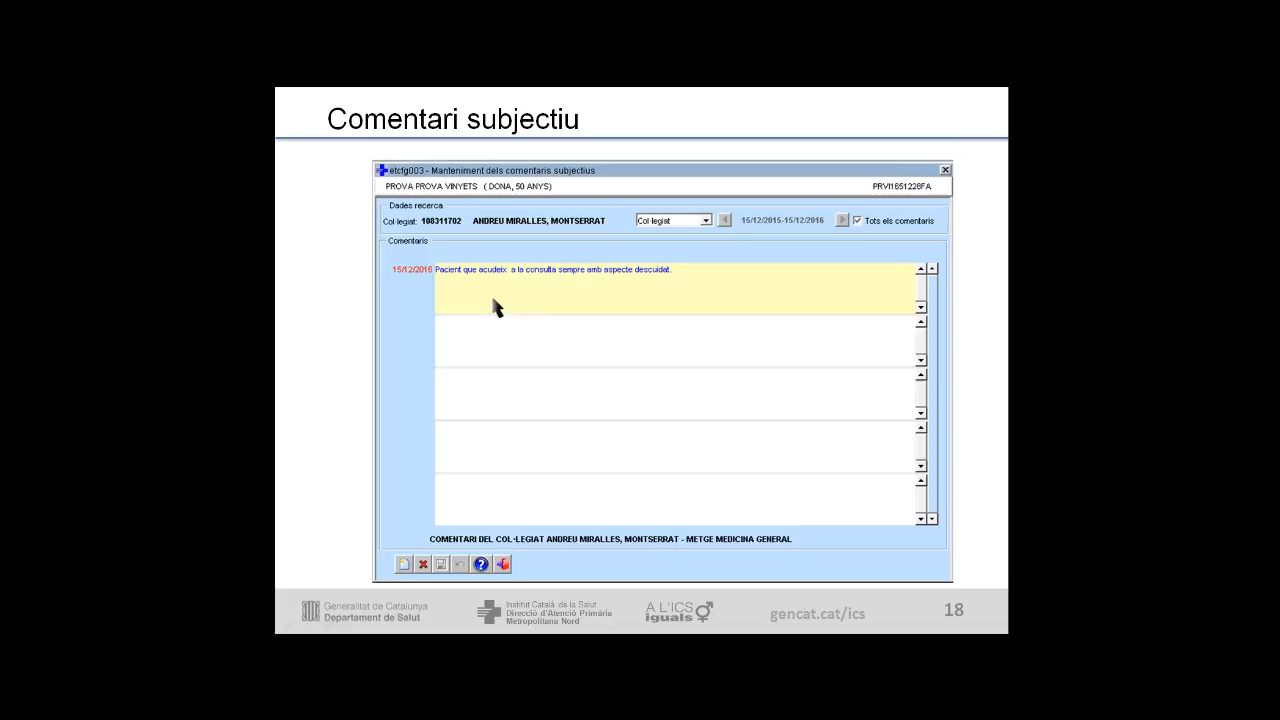 Comentari subjectiu
etcfg003 - Manteniment dels comentaris subjectius
PROVA PROVA VINYETS ( DONA, 50 ANYS) PRVI1651228FA
Dades recerca
Col·legiat: 108311702 ANDREU MIRALLES, MONTSERRAT Col·legiat 15/12/2015-15/12/2016 Tots els comentaris
Comentaris
15/12/2016 Pacient que acudeix a la consulta sempre amb aspecte descuidat.
COMENTARI DEL COL·LEGIAT ANDREU MIRALLES, MONTSERRAT - METGE MEDICINA GENERAL
Generalitat de Catalunya
Departament de Salut
Institut Català de la Salut
Direcció d'Atenció Primària
Metropolitana Nord
A L'ICS
iguals
gencat.cat/ics
18